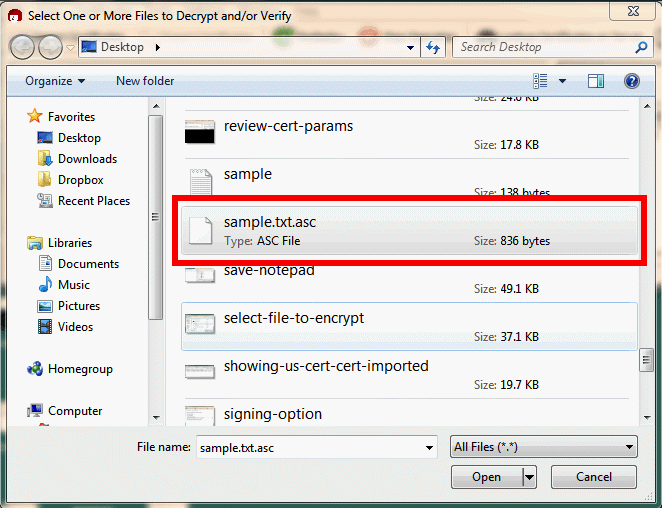 Select One or More Files to Decrypt and/or Verify
Desktop
Search Desktop
Organize
New folder
Favorites
Desktop
Downloads
Dropbox
Recent Places
Libraries
Documents
Music
Pictures
Videos
Homegroup
Computer
Size: 24.0 KB
review-cert-params
Size: 17.8 KB
sample
Size: 138 bytes
sample.txt.asc
Type: ASC File
Size: 836 bytes
save-notepad
Size: 49.1 KB
select-file-to-encrypt
Size: 37.1 KB
showing-us-cert-cert-imported
Size: 19.7 KB
signing-option
File name:
sample.txt.asc
All Files (*.*)
Open
Cancel